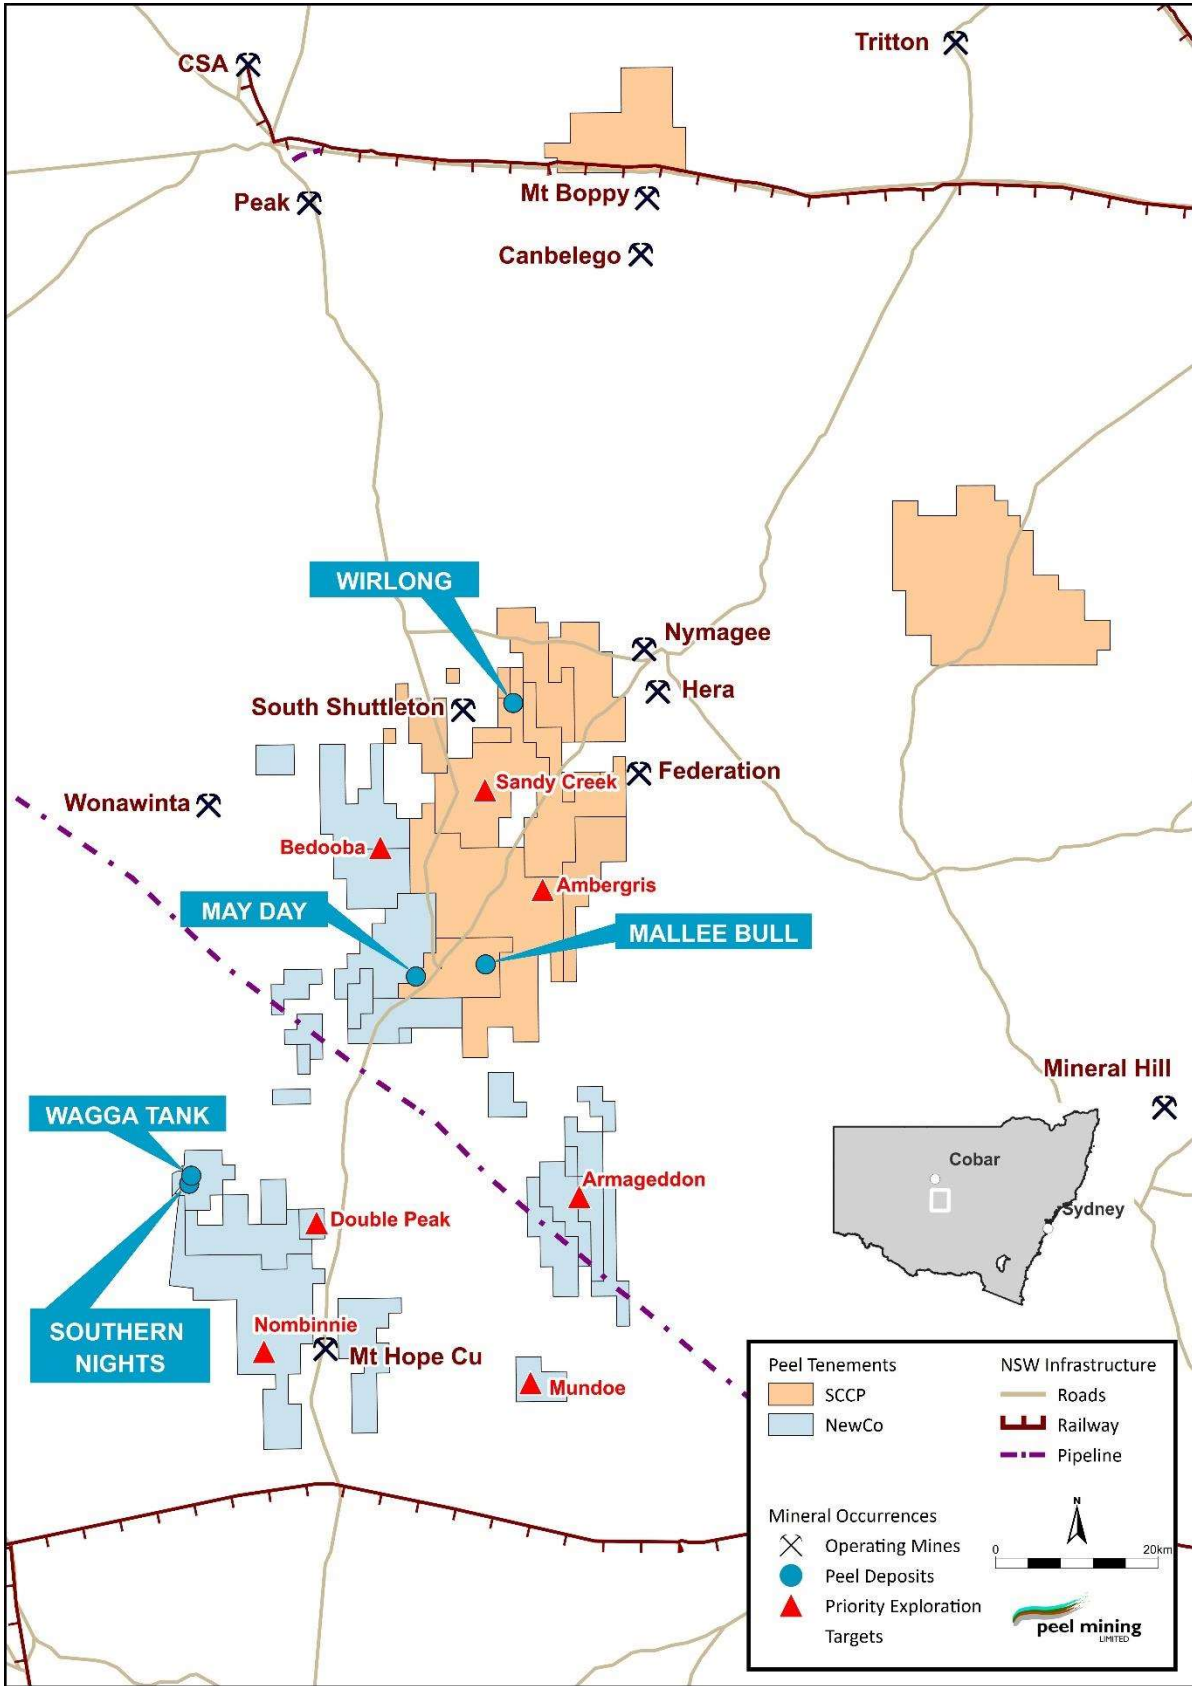 Tritton
CSA
Mt Boppy
Peak
Canbelego
WIRLONG
Nymagee
Hera
South Shuttleton
Federation
Sandy Creek
Wonawinta
Bedooba
Ambergris
MAY DAY
MALLEE BULL
Mineral Hill
WAGGA TANK
Cobar
Armageddon
Sydney
Double Peak
SOUTHERN
NIGHTS
Nombinnie
Mt Hope Cu
Mundoe
Peel Tenements
SCCP
NewCo
NSW Infrastructure
Roads
Railway
Pipeline
Mineral Occurrences
Operating Mines
Peel Deposits
Priority Exploration
Targets
N
0 20km
peel mining
LIMITED